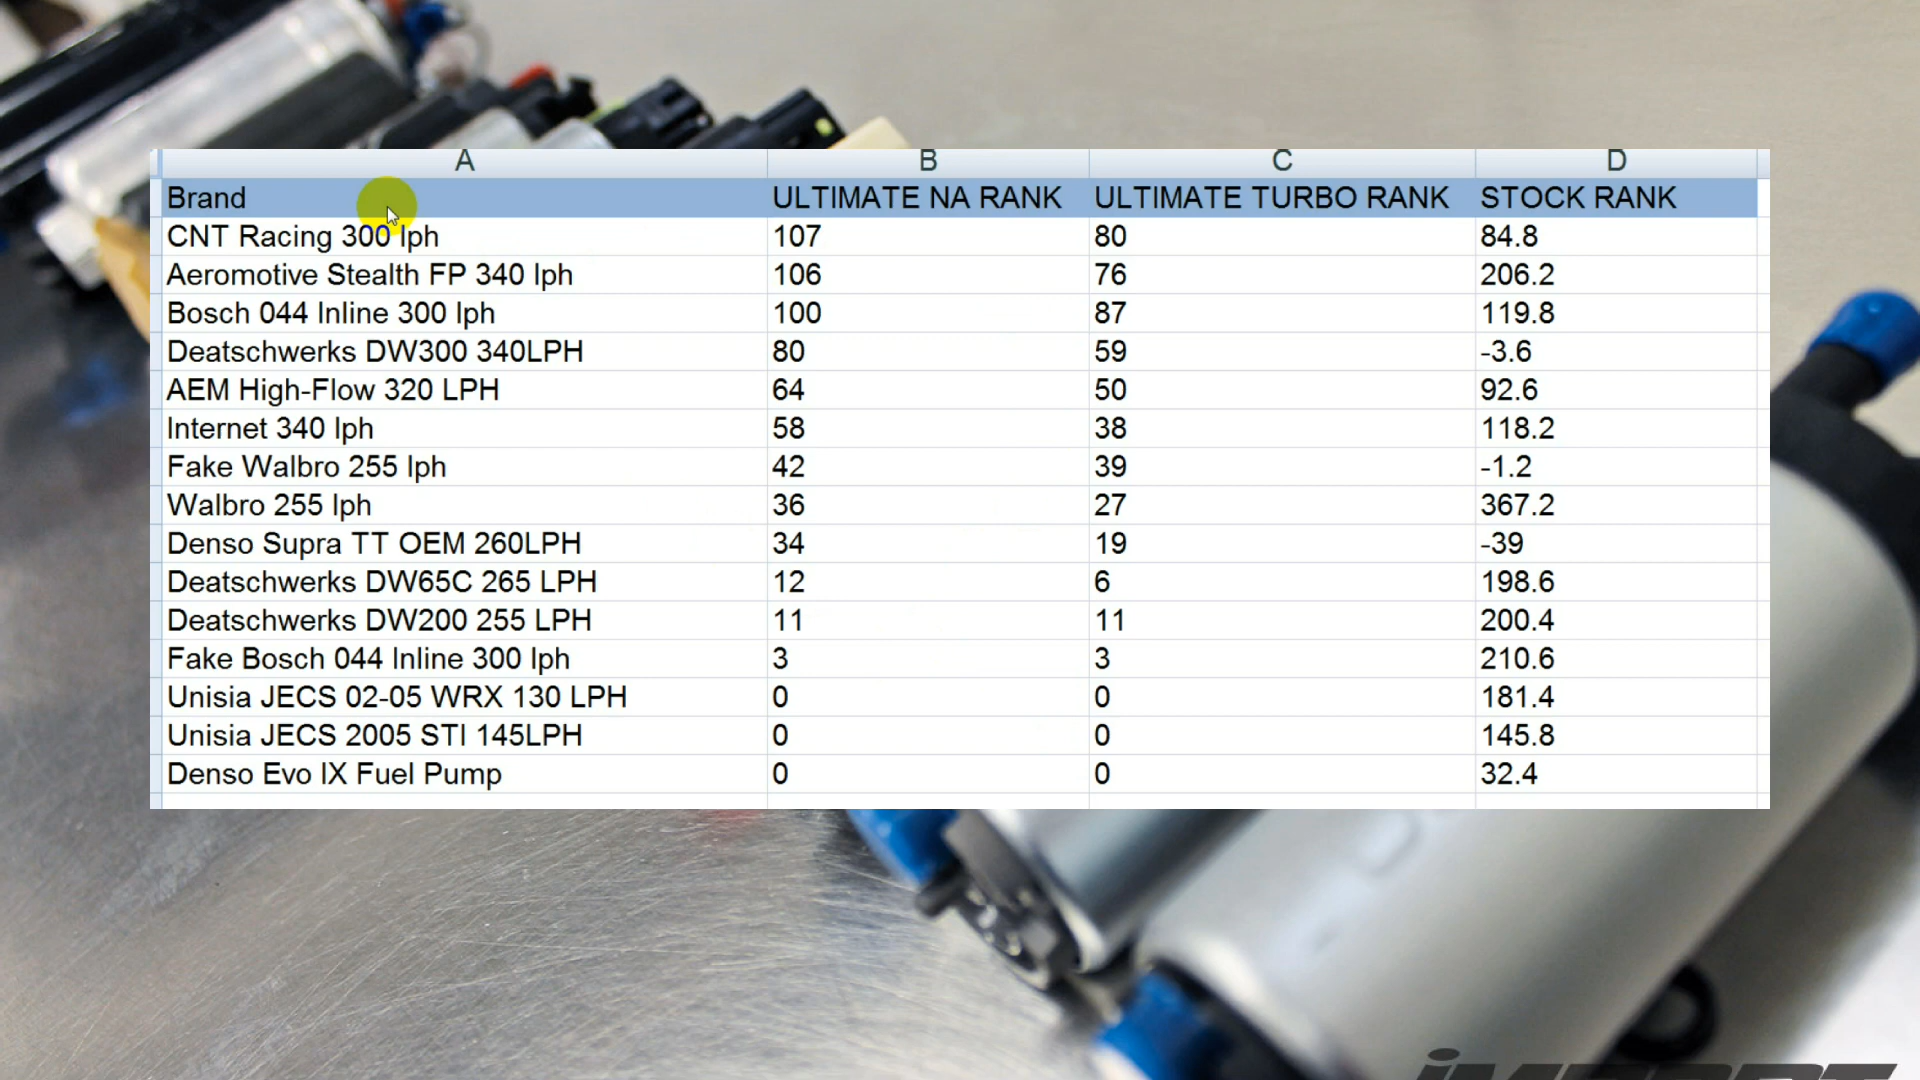 A B C D
Brand ULTIMATE NA RANK ULTIMATE TURBO RANK STOCK RANK
CNT Racing 300 lph 107 80 84.8
Aeromotive Stealth FP 340 lph 106 76 206.2
Bosch 044 Inline 300 lph 100 87 119.8
Deatschwerks DW300 340LPH 80 59 -3.6
AEM High-Flow 320 LPH 64 50 92.6
Internet 340 lph 58 38 118.2
Fake Walbro 255 lph 42 39 -1.2
Walbro 255 lph 36 27 367.2
Denso Supra TT OEM 260LPH 34 19 -39
Deatschwerks DW65C 265 LPH 12 6 198.6
Deatschwerks DW200 255 LPH 11 11 200.4
Fake Bosch 044 Inline 300 lph 3 3 210.6
Unisia JECS 02-05 WRX 130 LPH 0 0 181.4
Unisia JECS 2005 STI 145LPH 0 0 145.8
Denso Evo IX Fuel Pump 0 0 32.4